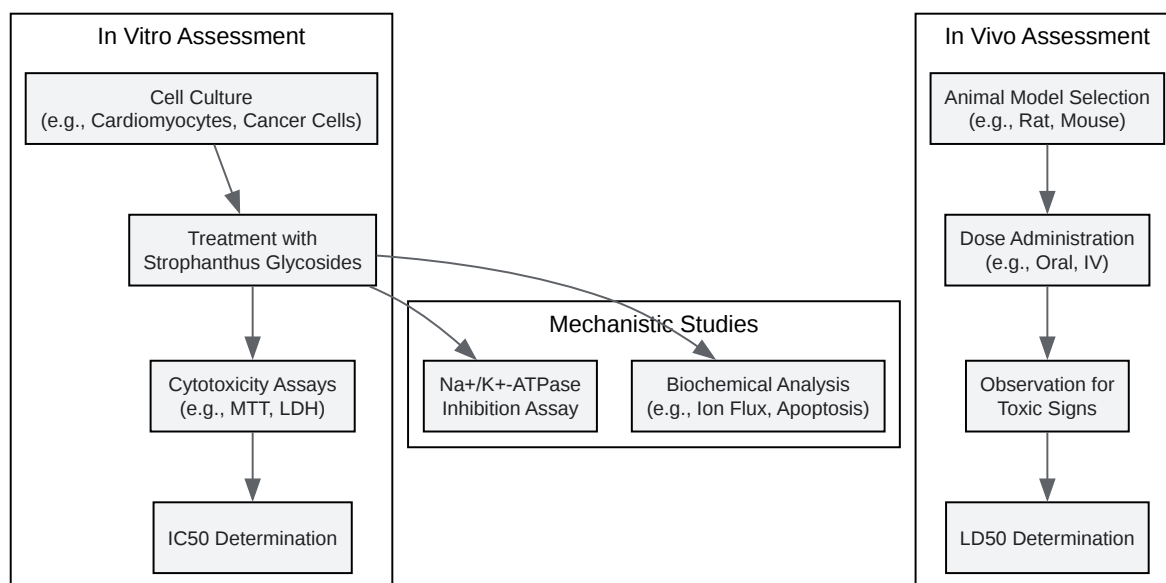 In Vitro Assessment
Cell Culture
(e.g., Cardiomyocytes, Cancer Cells)
Treatment with
Strophanthus Glycosides
Cytotoxicity Assays
(e.g., MTT, LDH)
IC50 Determination
Mechanistic Studies
Na+/K+-ATPase
Inhibition Assay
Biochemical Analysis
(e.g., Ion Flux, Apoptosis)
In Vivo Assessment
Animal Model Selection
(e.g., Rat, Mouse)
Dose Administration
(e.g., Oral, IV)
Observation for
Toxic Signs
LD50 Determination